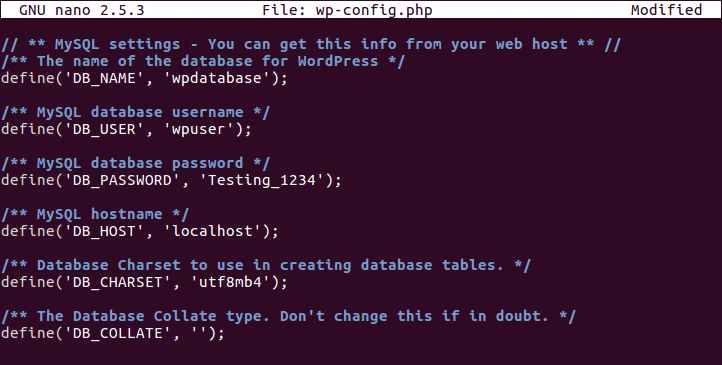 GNU nano 2.5.3 File: wp-config.php Modified
// ** MySQL settings - You can get this info from your web host ** //
/** The name of the database for WordPress */
define('DB_NAME', 'wpdatabase');
/** MySQL database username */
define('DB_USER', 'wpuser');
/** MySQL database password */
define('DB_PASSWORD', 'Testing_1234');
/** MySQL hostname */
define('DB_HOST', 'localhost');
/** Database Charset to use in creating database tables. */
define('DB_CHARSET', 'utf8mb4');
/** The Database Collate type. Don't change this if in doubt. */
define('DB_COLLATE', '');